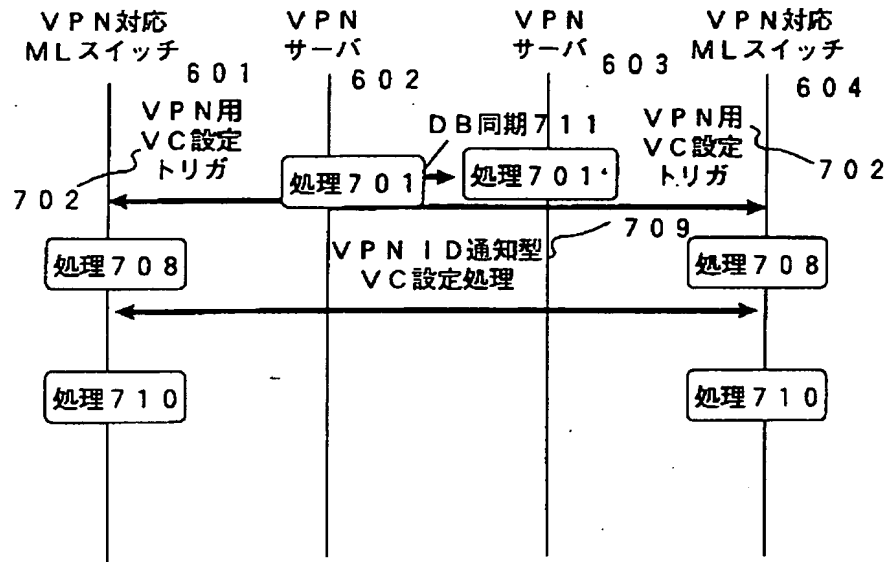 VPN対応
MLスイッチ
601
VPN
サーバ
602
VPN
サーバ
603
VPN対応
MLスイッチ
604
VPN用
VC設定
トリガ
702
DB同期711
VPN用
VC設定
トリガ
702
処理701
処理701'
709
VPN ID通知型
VC設定処理
処理708
処理708
処理710
処理710